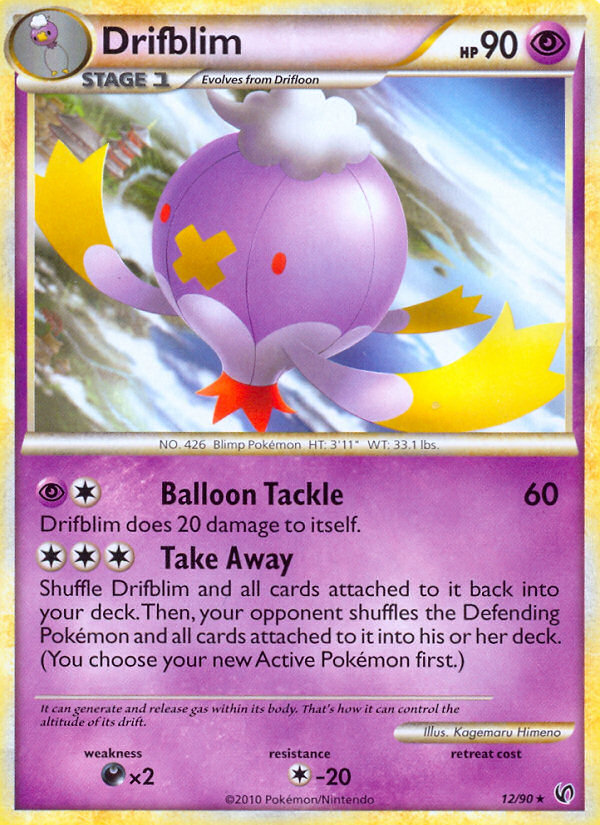 Drifblim
HP 90
STAGE 1
Evolves from Drifloon
NO. 426 Blimp Pokémon HT: 3'11" WT: 33.1 lbs.
Balloon Tackle 60
Drifblim does 20 damage to itself.
Take Away
Shuffle Drifblim and all cards attached to it back into
your deck. Then, your opponent shuffles the Defending
Pokémon and all cards attached to it into his or her deck.
(You choose your new Active Pokémon first.)
It can generate and release gas within its body. That's how it can control the
altitude of its drift.
Illus. Kagemaru Himeno
weakness resistance retreat cost
×2 -20
©2010 Pokémon/Nintendo 12/90 ★